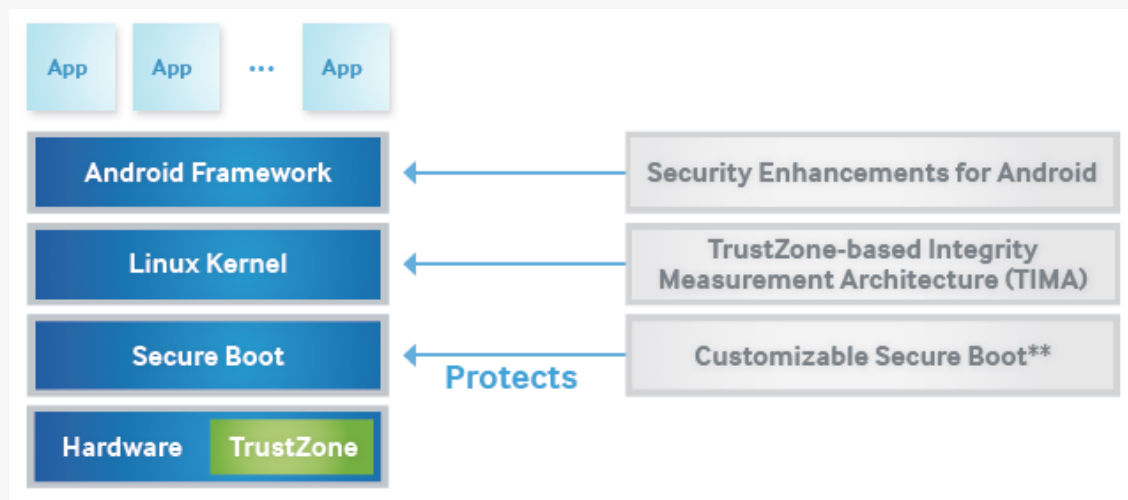 App App ... App
Android Framework
Security Enhancements for Android
Linux Kernel
TrustZone-based Integrity
Measurement Architecture (TIMA)
Secure Boot
Protects
Customizable Secure Boot**
Hardware TrustZone